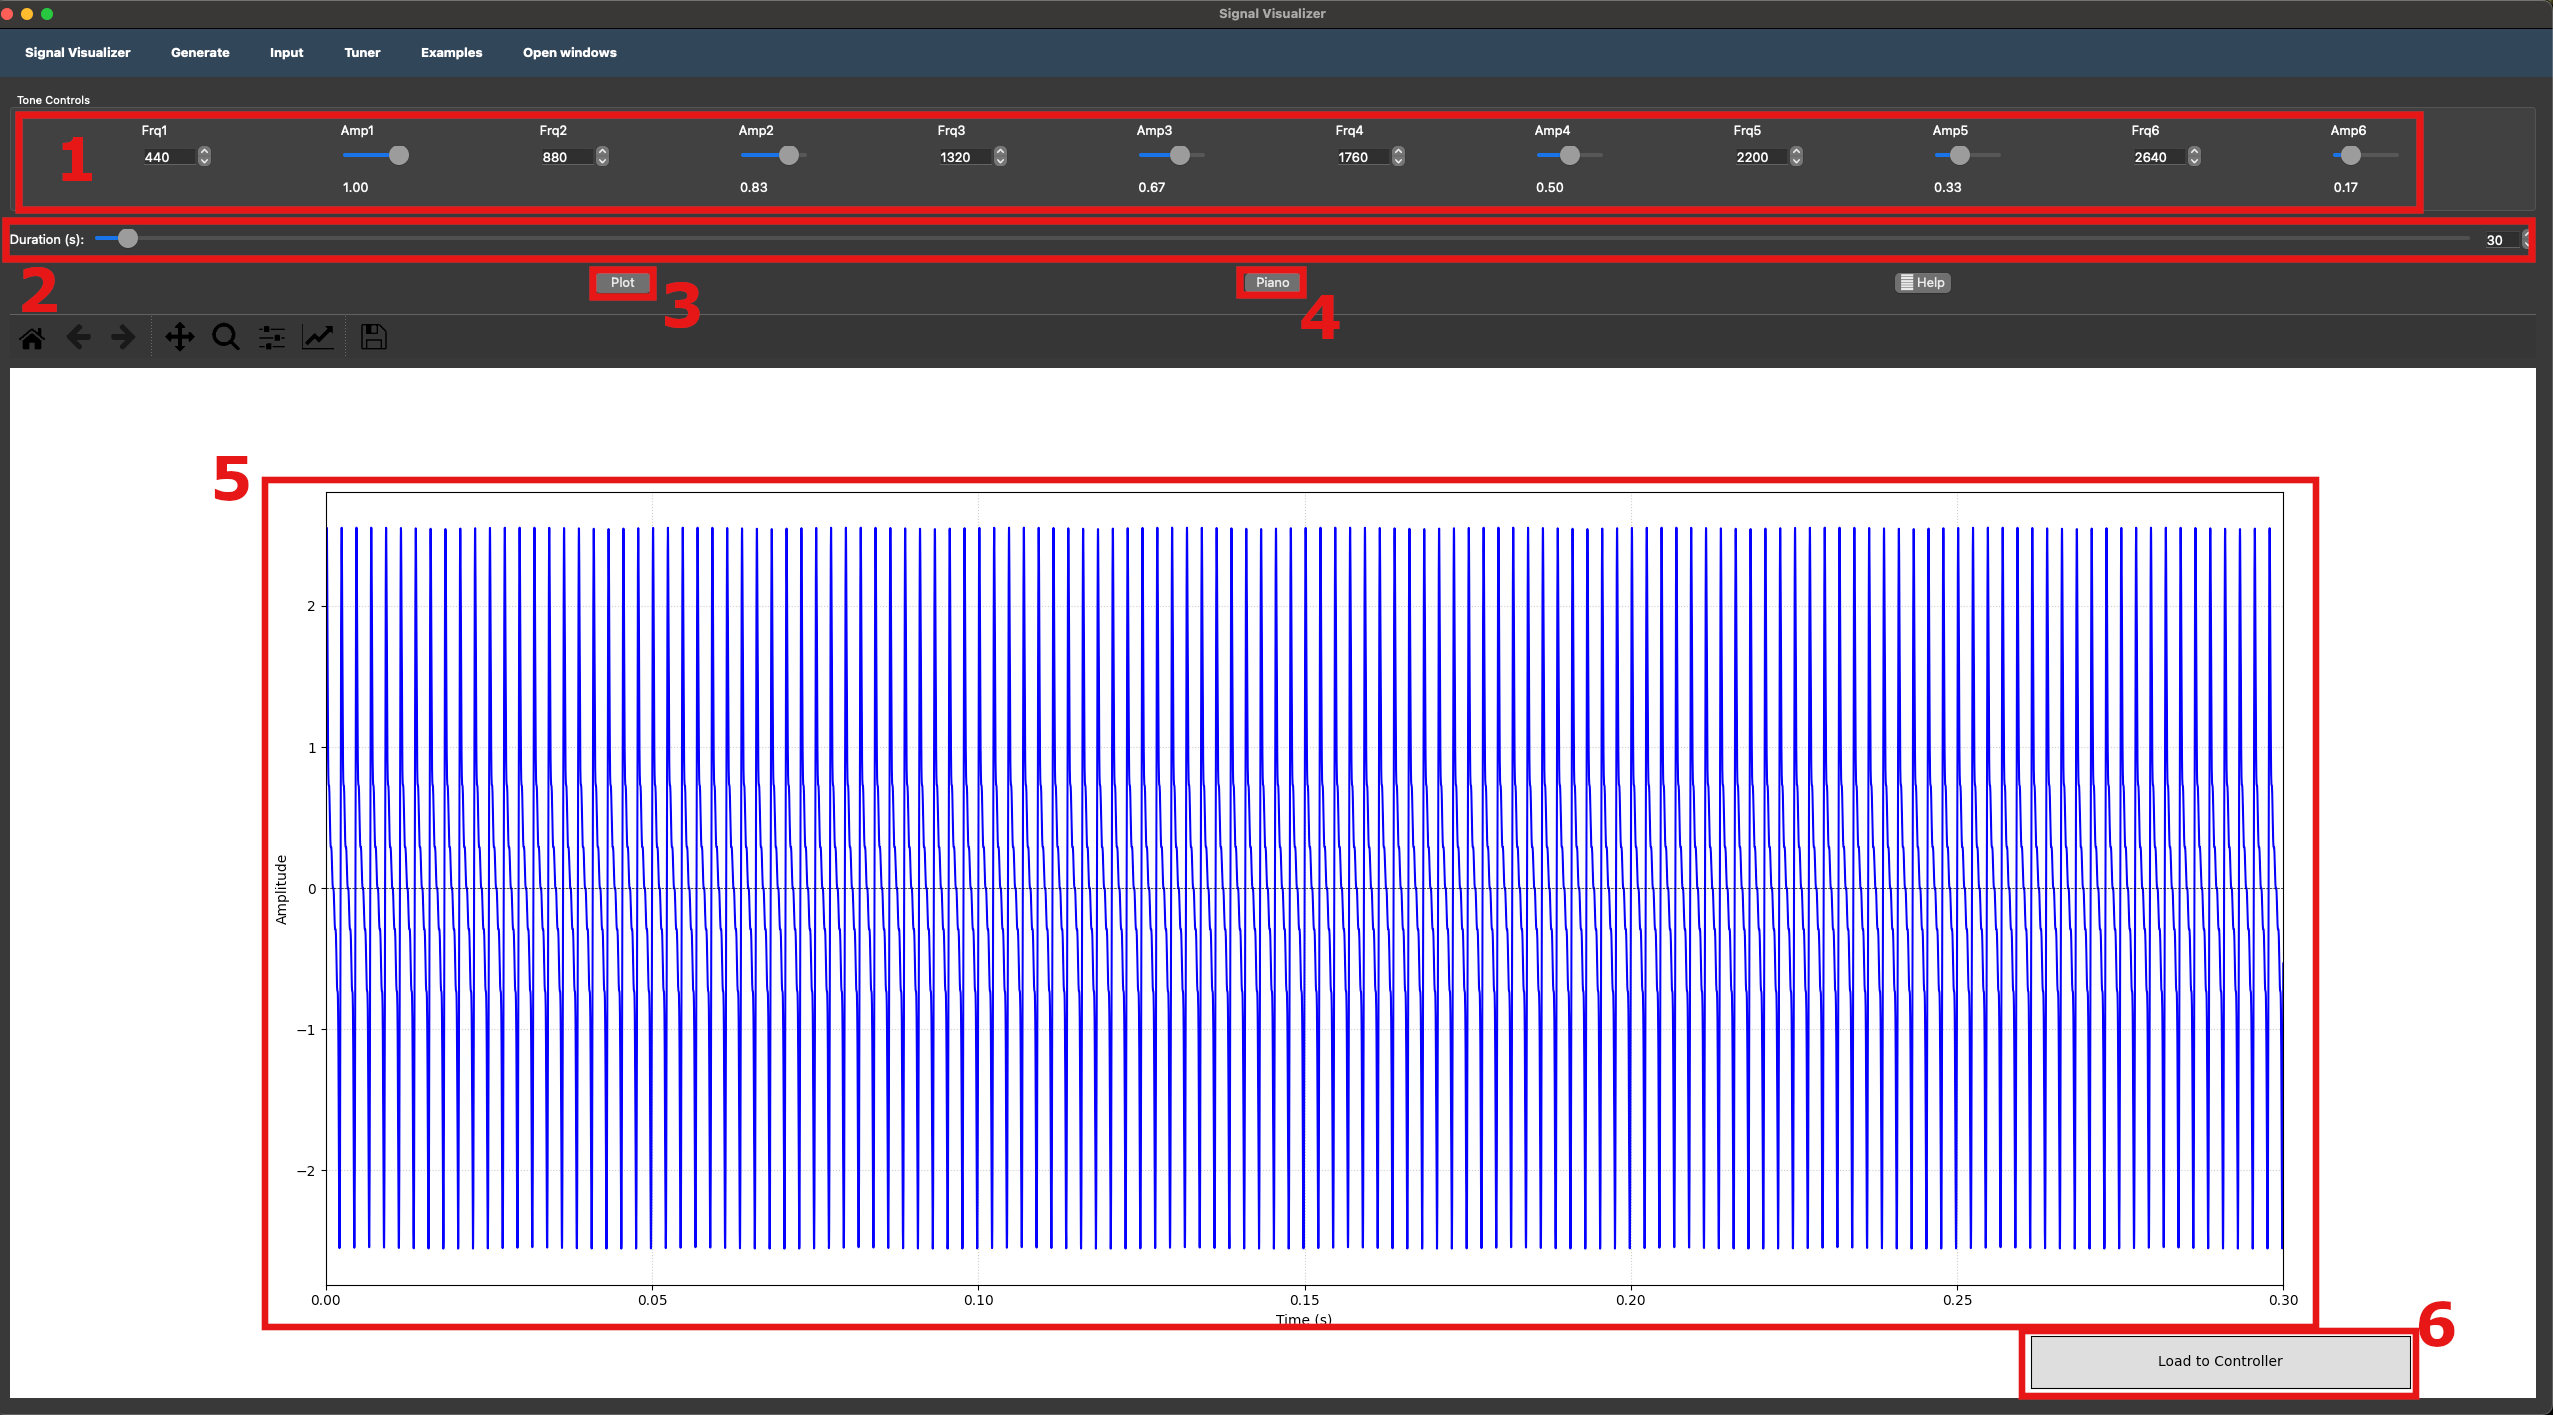 Signal Visualizer
Signal Visualizer Generate Input Tuner Examples Open windows
Tone Controls
1
Frq1 Amp1 Frq2 Amp2 Frq3 Amp3 Frq4 Amp4 Frq5 Amp5 Frq6 Amp6
440 880 1320 1760 2200 2640
1.00 0.83 0.67 0.50 0.33 0.17
Duration (s): 30
2
Plot 3 Piano 4 Help
5
2
1
0
−1
−2
Amplitude
0.00 0.05 0.10 0.15 0.20 0.25 0.30
Time (s)
6
Load to Controller